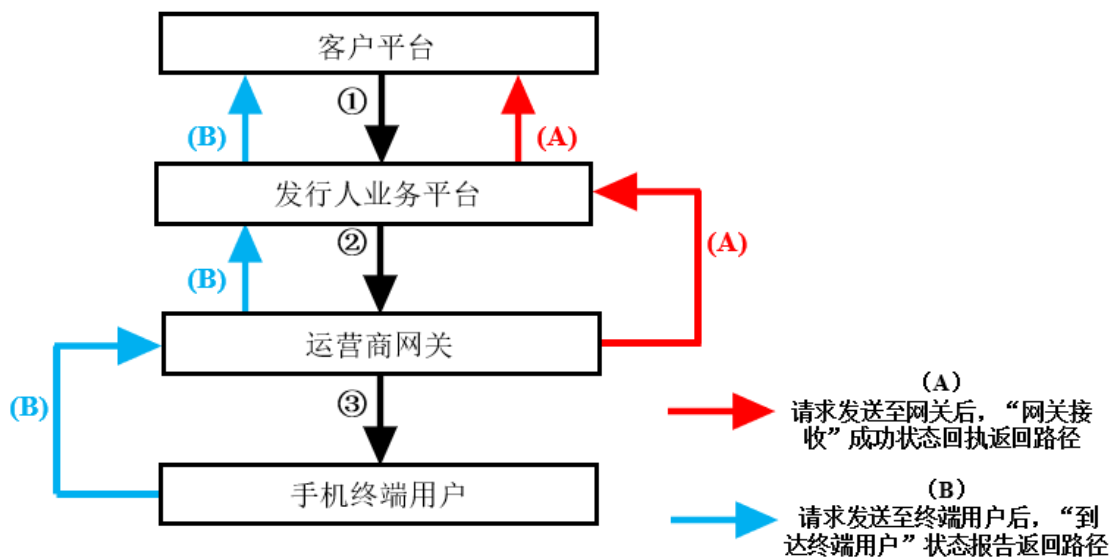 客户平台
①
(B)
(A)
发行人业务平台
②
(B)
(A)
运营商网关
(B)
③
手机终端用户
（A）
请求发送至网关后，“网关接
收”成功状态回执返回路径
（B）
请求发送至终端用户后，“到
达终端用户”状态报告返回路径